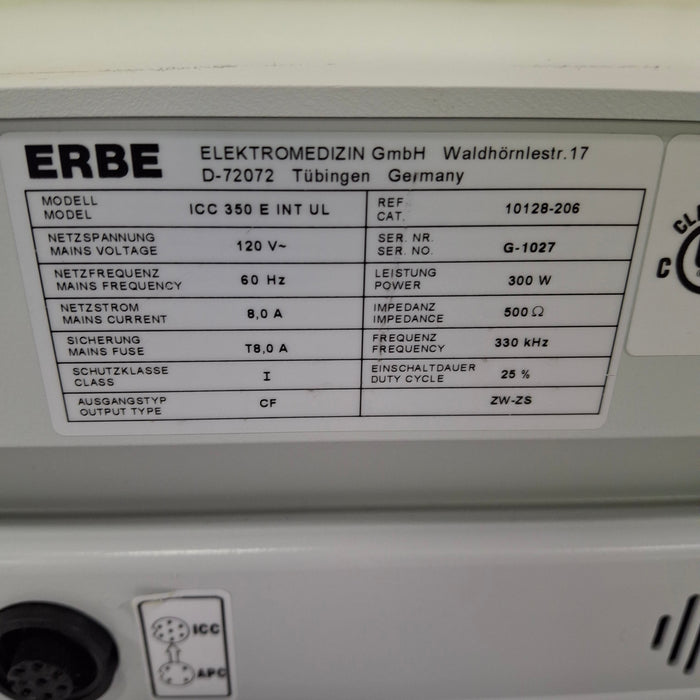 ERBE ELEKTROMEDIZIN GmbH Waldhörnlestr.17
D-72072 Tübingen Germany
MODELL
MODEL
ICC 350 E INT UL
REF
CAT.
10128-206
NETZSPANNUNG
MAINS VOLTAGE
120 V~
SER. NR.
SER. NO.
G-1027
NETZFREQUENZ
MAINS FREQUENCY
60 Hz
LEISTUNG
POWER
300 W
NETZSTROM
MAINS CURRENT
8,0 A
IMPEDANZ
IMPEDANCE
500 Ω
SICHERUNG
MAINS FUSE
T8,0 A
FREQUENZ
FREQUENCY
330 kHz
SCHUTZKLASSE
CLASS
I
EINSCHALTDAUER
DUTY CYCLE
25 %
AUSGANGSTYP
OUTPUT TYPE
CF
ZW-ZS
C
ICC
APC